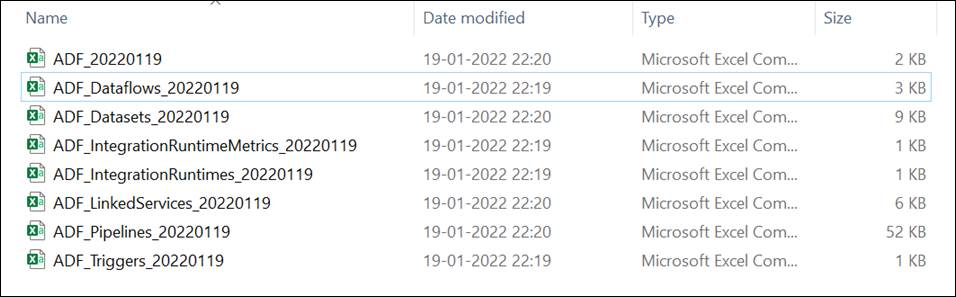 Name Date modified Type Size
ADF_20220119 19-01-2022 22:20 Microsoft Excel Com... 2 KB
ADF_Dataflows_20220119 19-01-2022 22:19 Microsoft Excel Com... 3 KB
ADF_Datasets_20220119 19-01-2022 22:20 Microsoft Excel Com... 9 KB
ADF_IntegrationRuntimeMetrics_20220119 19-01-2022 22:19 Microsoft Excel Com... 1 KB
ADF_IntegrationRuntimes_20220119 19-01-2022 22:19 Microsoft Excel Com... 1 KB
ADF_LinkedServices_20220119 19-01-2022 22:20 Microsoft Excel Com... 6 KB
ADF_Pipelines_20220119 19-01-2022 22:20 Microsoft Excel Com... 52 KB
ADF_Triggers_20220119 19-01-2022 22:19 Microsoft Excel Com... 1 KB